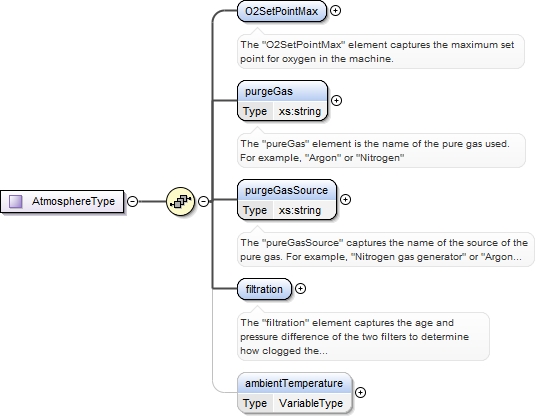 O2SetPointMax
The "O2SetPointMax" element captures the maximum set
point for oxygen in the machine.
purgeGas
Type xs:string
The "pureGas" element is the name of the pure gas used.
For example, "Argon" or "Nitrogen"
AtmosphereType
purgeGasSource
Type xs:string
The "pureGasSource" captures the name of the source of the
pure gas. For example, "Nitrogen gas generator" or "Argon...
filtration
The "filtration" element captures the age and
pressure difference of the two filters to determine
how clogged the...
ambientTemperature
Type VariableType